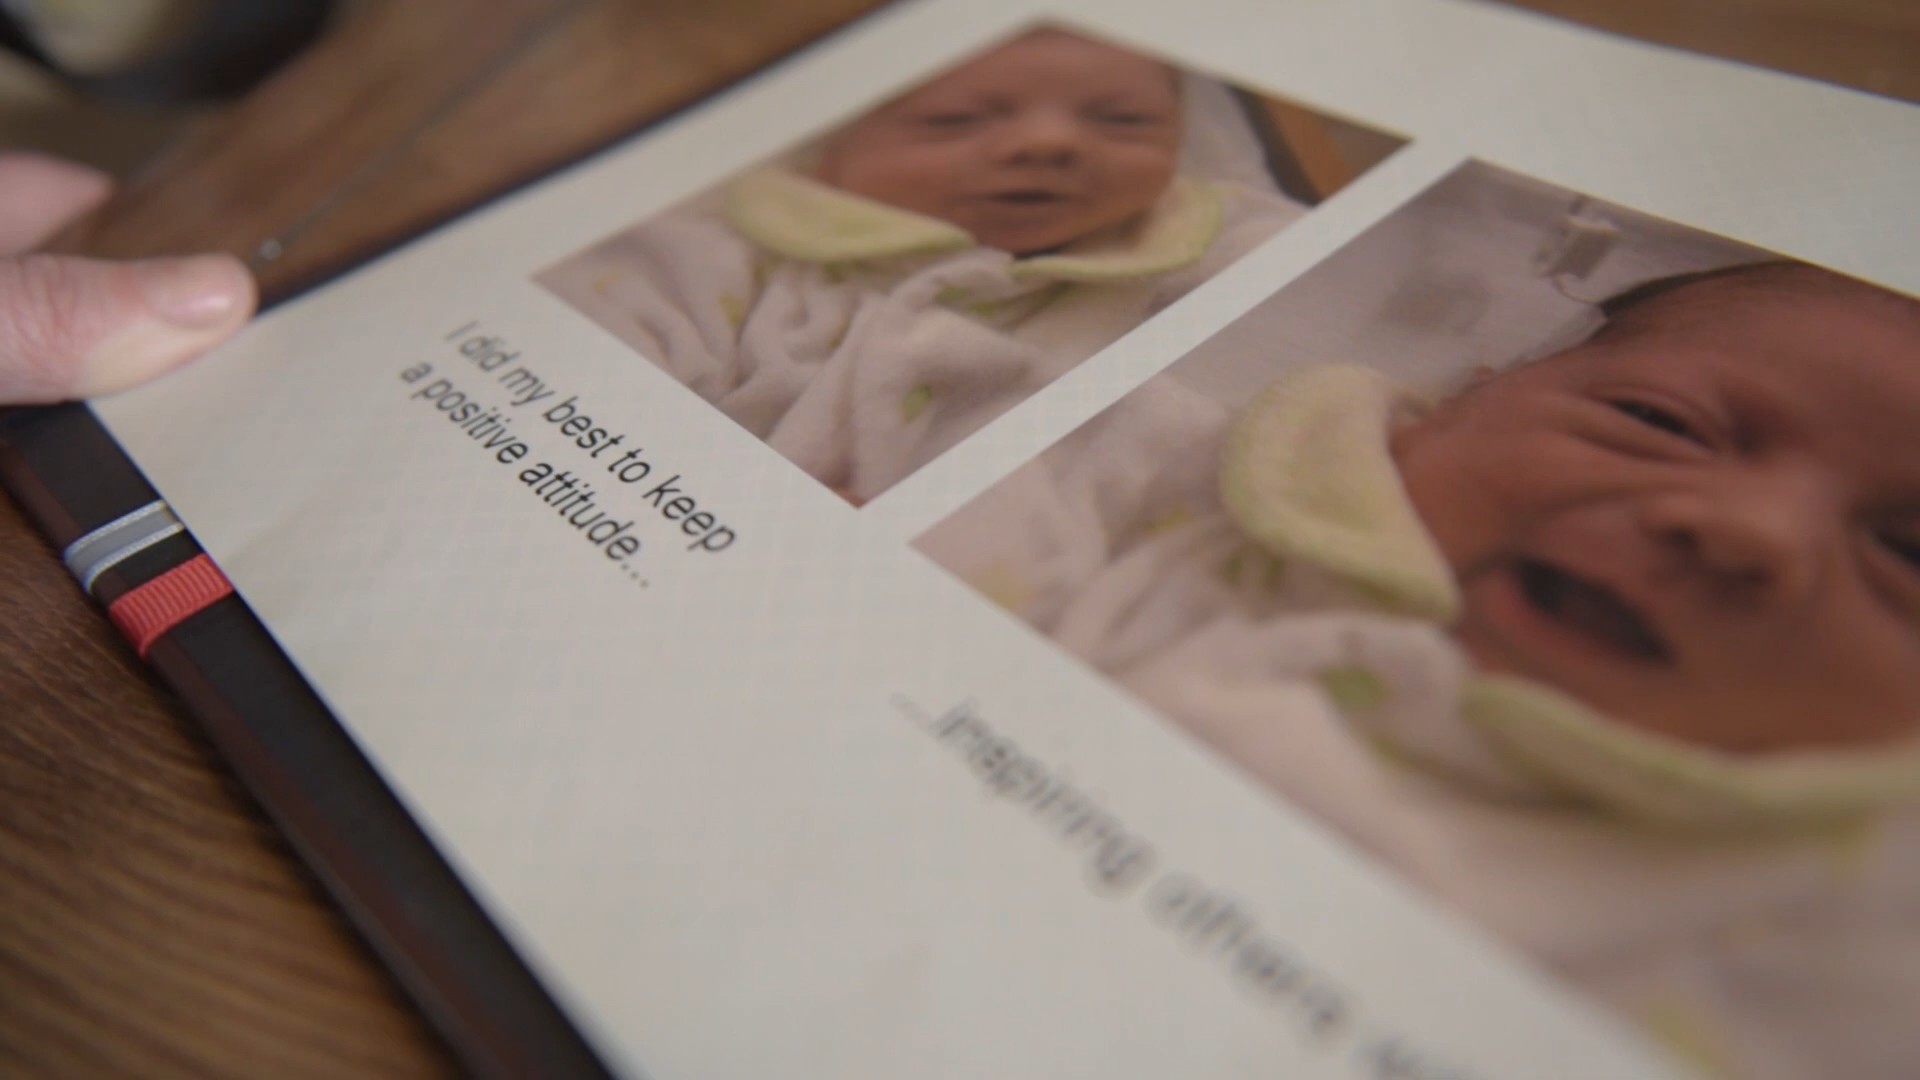 I did my best to keep
a positive attitude...
...inspiring others